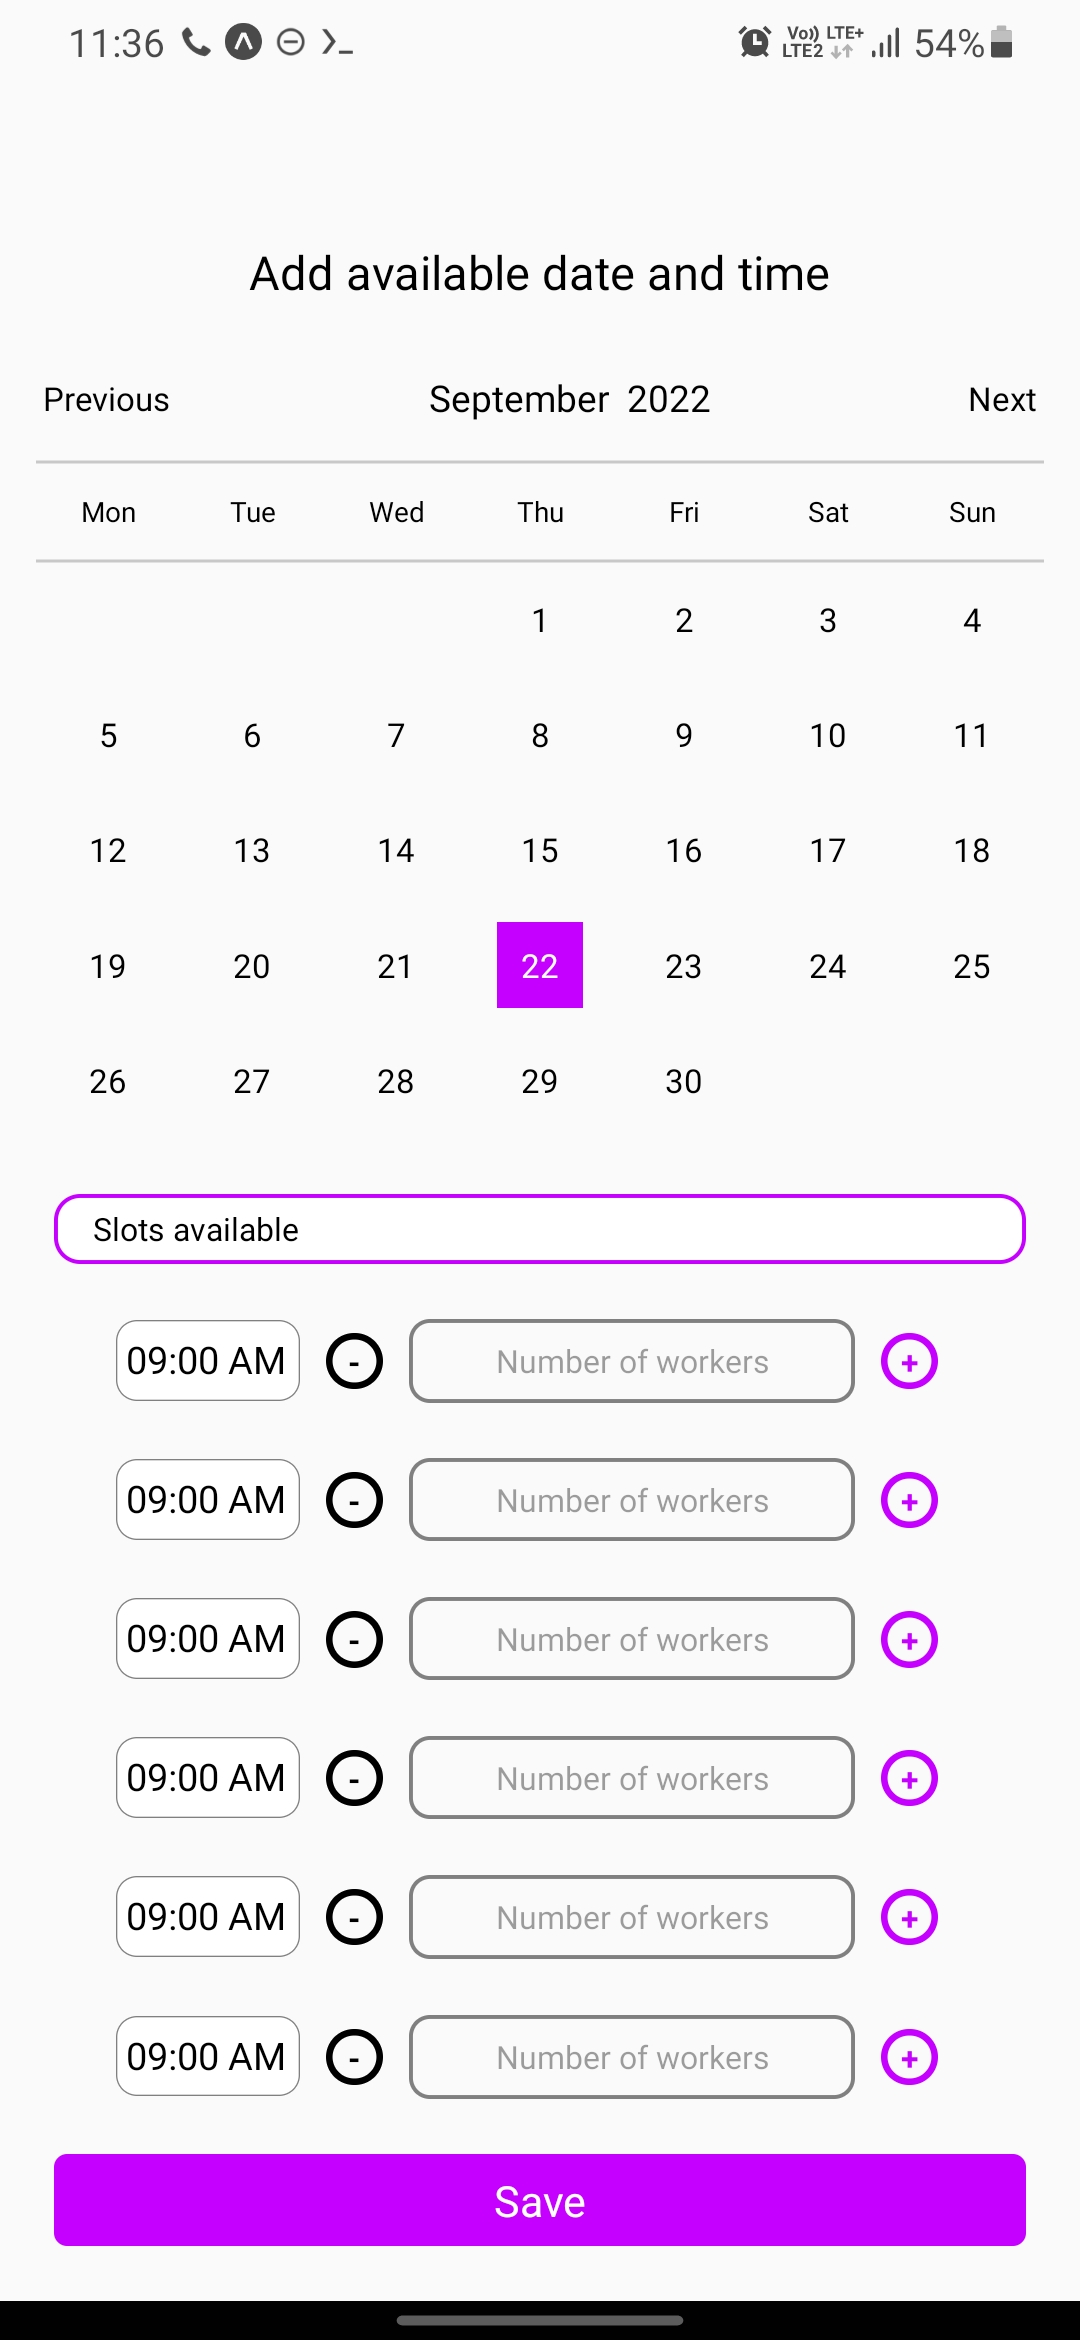 11:36 Vo)) LTE+ 54%
LTE2
Add available date and time
Previous September 2022 Next
Mon Tue Wed Thu Fri Sat Sun
1 2 3 4
5 6 7 8 9 10 11
12 13 14 15 16 17 18
19 20 21 22 23 24 25
26 27 28 29 30
Slots available
09:00 AM - Number of workers +
09:00 AM - Number of workers +
09:00 AM - Number of workers +
09:00 AM - Number of workers +
09:00 AM - Number of workers +
09:00 AM - Number of workers +
Save